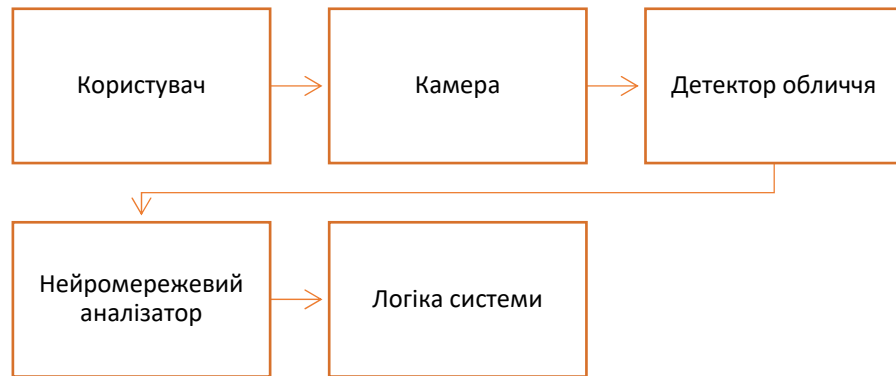 Користувач
Камера
Детектор обличчя
Нейромережевий
аналізатор
Логіка системи